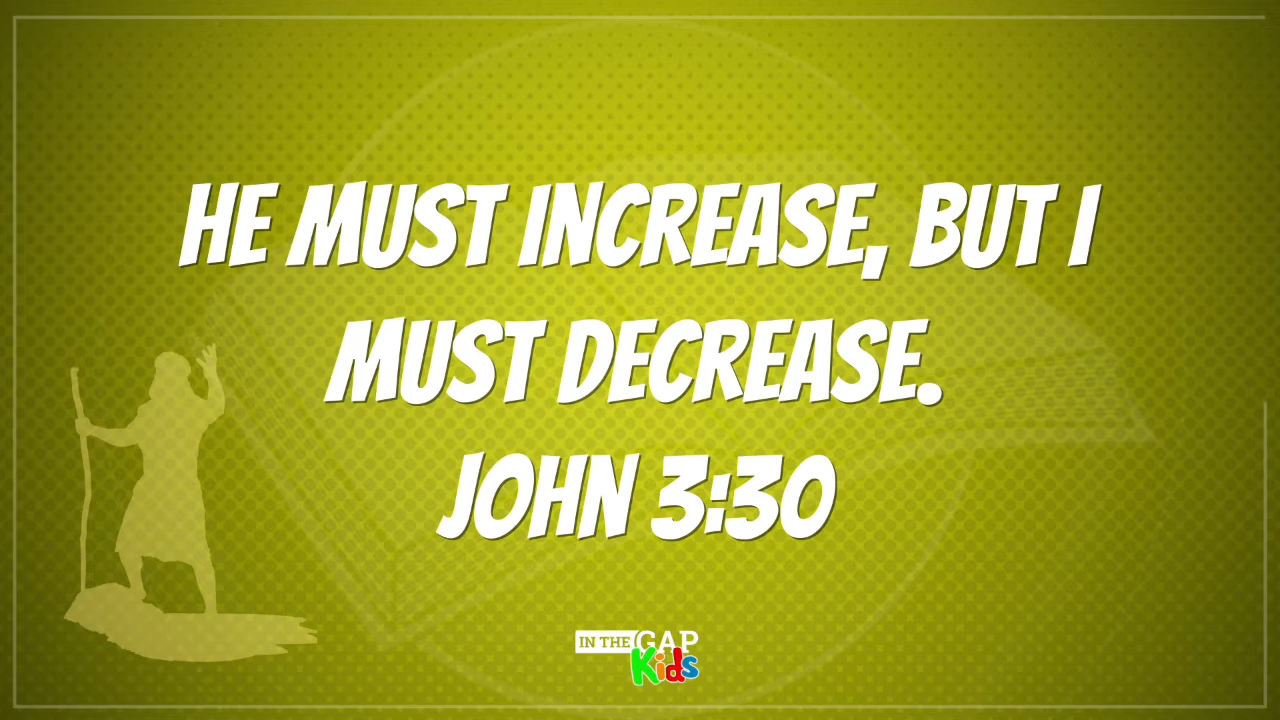 HE MUST INCREASE, BUT I
MUST DECREASE.
JOHN 3:30
IN THE GAP
Kids